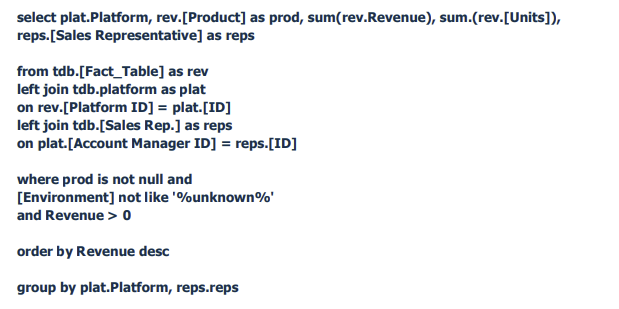 select plat.Platform, rev.[Product] as prod, sum(rev.Revenue), sum.(rev.[Units]),
reps.[Sales Representative] as reps
from tdb.[Fact_Table] as rev
left join tdb.platform as plat
on rev.[Platform ID] = plat.[ID]
left join tdb.[Sales Rep.] as reps
on plat.[Account Manager ID] = reps.[ID]
where prod is not null and
[Environment] not like '%unknown%'
and Revenue > 0
order by Revenue desc
group by plat.Platform, reps.reps